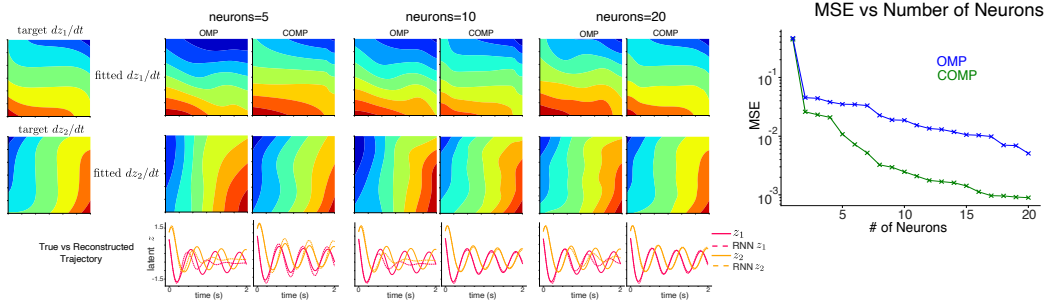 neurons=5
neurons=10
neurons=20
OMP
COMP
OMP
COMP
OMP
COMP
target dz₁/dt
fitted dz₁/dt
target dz₂/dt
fitted dz₂/dt
True vs Reconstructed
Trajectory
latent z
1.5
-1.5
0
2
0
2
0
2
0
2
0
2
0
2
time (s)
time (s)
time (s)
z₁
RNN z₁
z₂
RNN z₂
MSE vs Number of Neurons
OMP
COMP
MSE
10⁻¹
10⁻²
10⁻³
5
10
15
20
# of Neurons